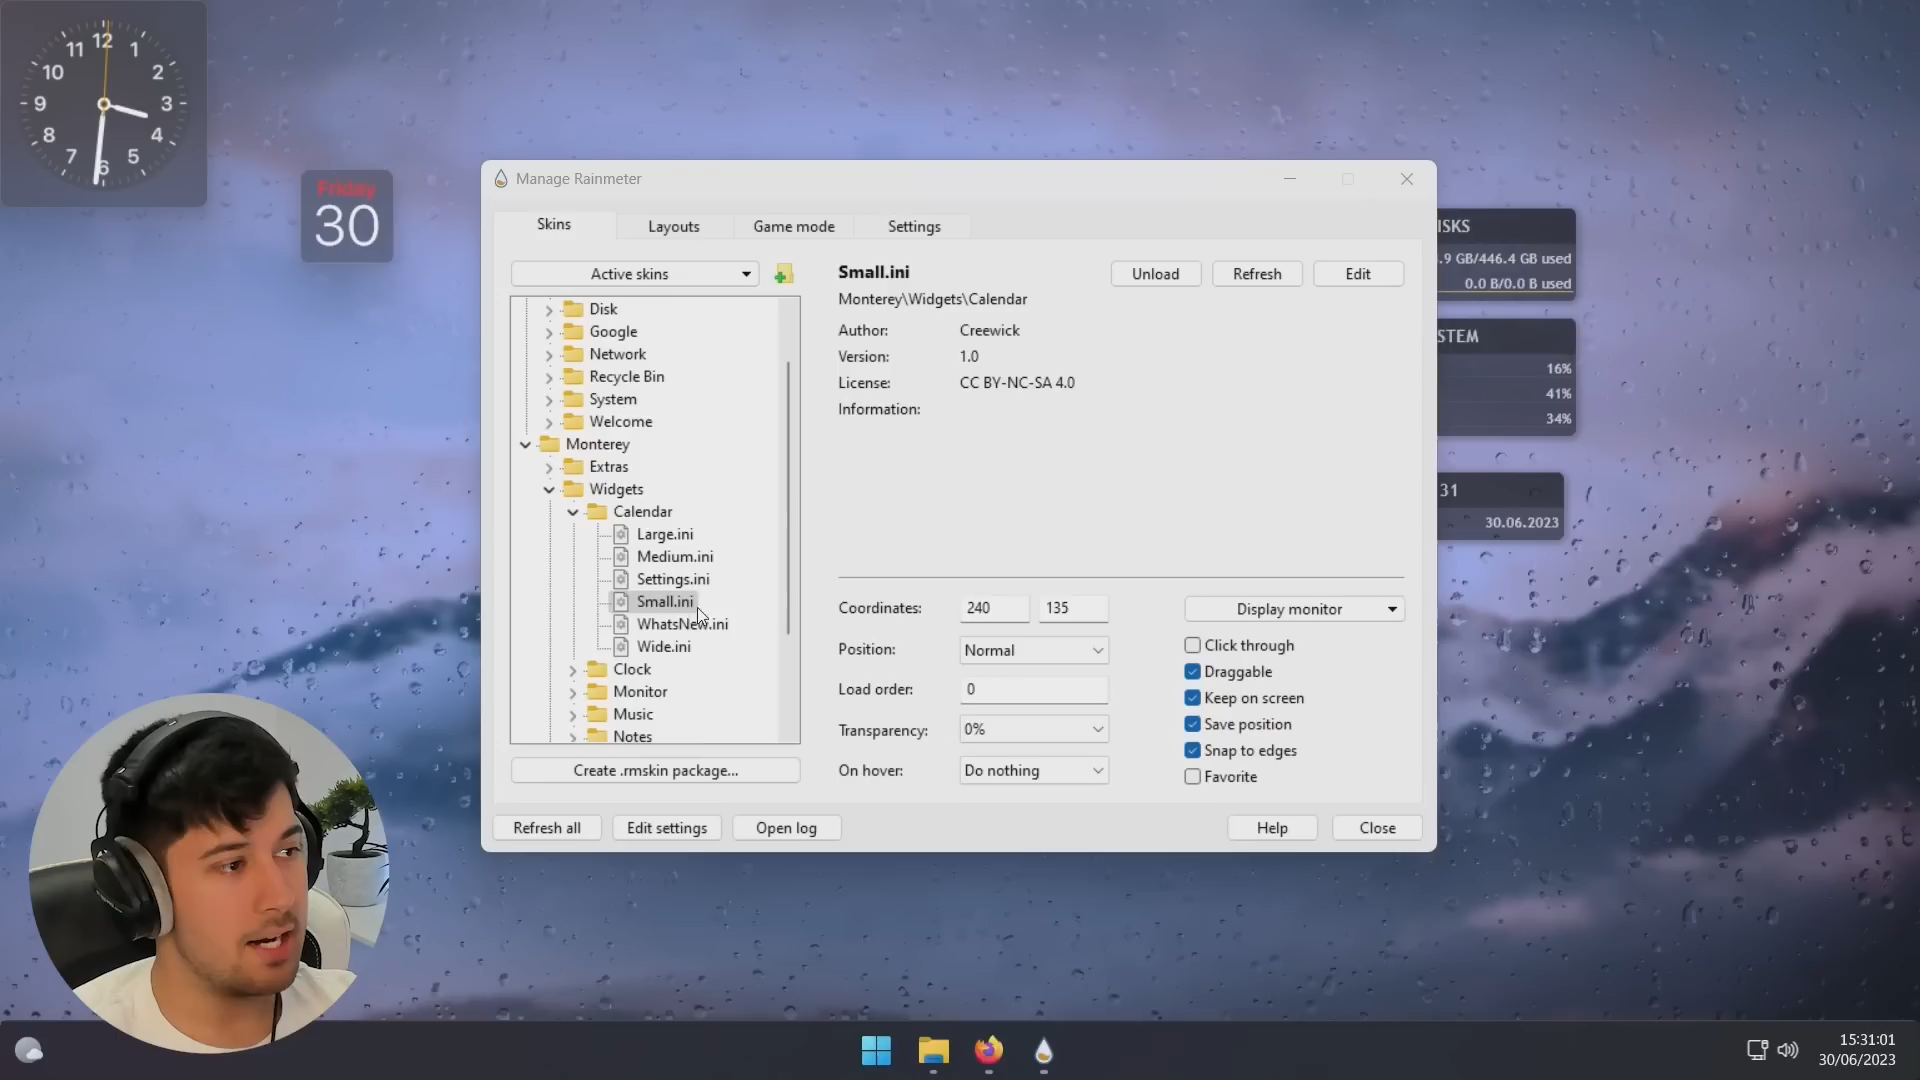 12
11 1
10 2
9 3
8 4
7 5
6
Friday
30
Manage Rainmeter
Skins
Layouts
Game mode
Settings
Active skins
Disk
Google
Network
Recycle Bin
System
Welcome
Monterey
Extras
Widgets
Calendar
Large.ini
Medium.ini
Settings.ini
Small.ini
WhatsNew.ini
Wide.ini
Clock
Monitor
Music
Notes
Create .rmskin package...
Small.ini
Unload
Refresh
Edit
Monterey\Widgets\Calendar
Author: Creewick
Version: 1.0
License: CC BY-NC-SA 4.0
Information:
Coordinates: 240 135
Display monitor
Position: Normal
Load order: 0
Transparency: 0%
On hover: Do nothing
Click through
Draggable
Keep on screen
Save position
Snap to edges
Favorite
Refresh all
Edit settings
Open log
Help
Close
ISKS
.9 GB/446.4 GB used
0.0 B/0.0 B used
STEM
16%
41%
34%
31
30.06.2023
15:31:01
30/06/2023